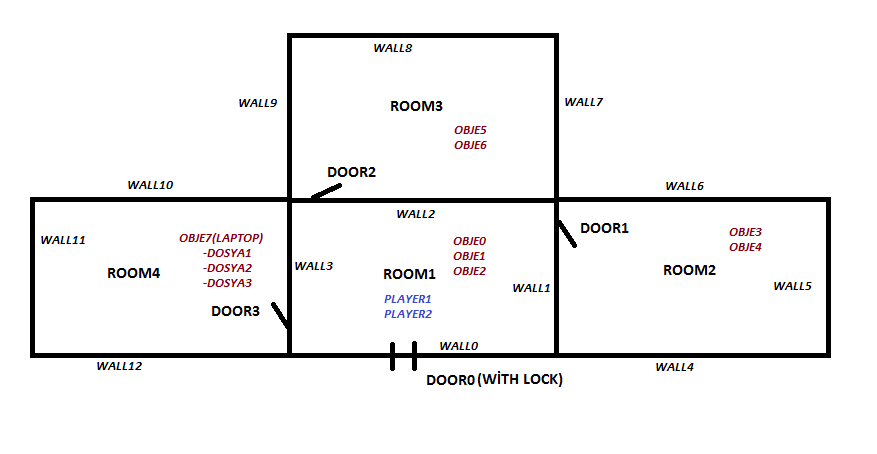 WALL8
WALL9
WALL7
ROOM3
OBJE5
OBJE6
DOOR2
WALL10
WALL6
WALL2
WALL11
OBJE7(LAPTOP)
-DOSYA1
-DOSYA2
-DOSYA3
ROOM4
DOOR3
WALL3
OBJE0
OBJE1
OBJE2
ROOM1
PLAYER1
PLAYER2
WALL1
DOOR1
OBJE3
OBJE4
ROOM2
WALL5
WALL0
WALL12
WALL4
DOOR0(WİTH LOCK)